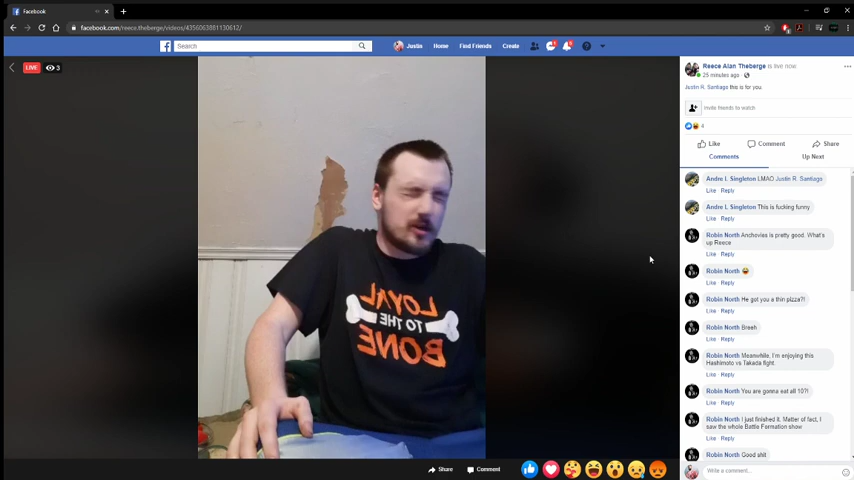 Facebook
facebook.com/reece.theberge/videos/4356063881130612/
Search
Justin
Home
Find Friends
Create
LIVE 3
LOYAL
TO THE
BONE
Share
Comment
Reece Alan Theberge is live now.
25 minutes ago
Justin R. Santiago this is for you.
Invite friends to watch
4
Like
Comment
Share
Comments
Up Next
Andre I. Singleton LMAO Justin R. Santiago
Like Reply
Andre I. Singleton This is fucking funny
Like Reply
Robin North Anchovies is pretty good. What's
up Reece
Like Reply
Robin North 😂
Like Reply
Robin North He got you a thin pizza?!
Like Reply
Robin North Breeh
Like Reply
Robin North Meanwhile, I'm enjoying this
Hashimoto vs Takada fight.
Like Reply
Robin North You are gonna eat all 10?!
Like Reply
Robin North I just finished it. Matter of fact, I
saw the whole Battle Formation show
Like Reply
Robin North Good shit
Write a comment...